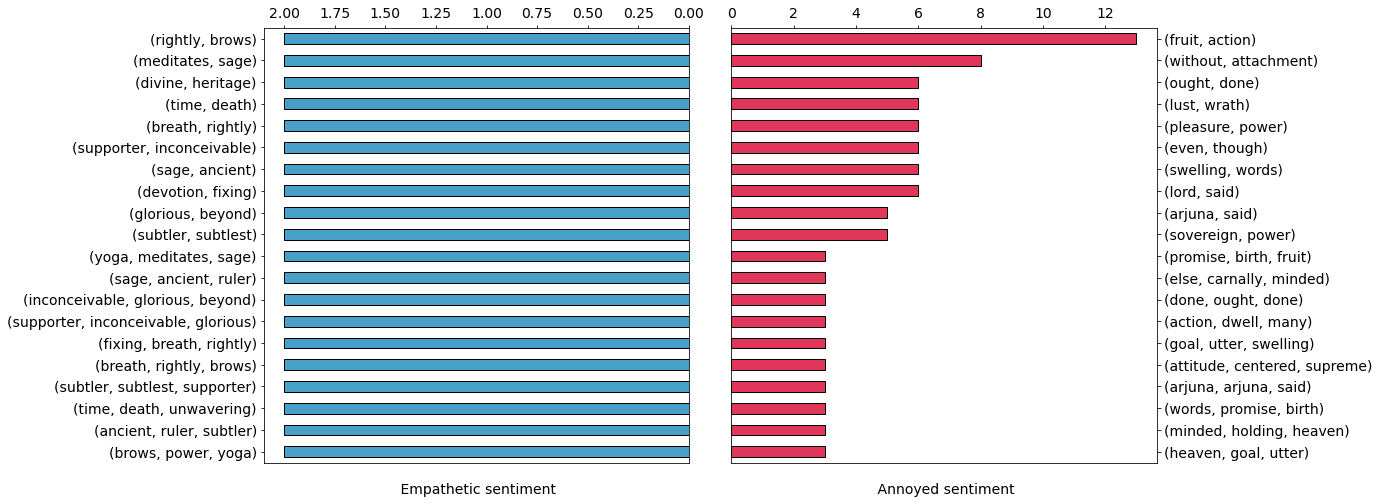 2.00 1.75 1.50 1.25 1.00 0.75 0.50 0.25 0.00 0 2 4 6 8 10 12
(rightly, brows) (fruit, action)
(meditates, sage) (without, attachment)
(divine, heritage) (ought, done)
(time, death) (lust, wrath)
(breath, rightly) (pleasure, power)
(supporter, inconceivable) (even, though)
(sage, ancient) (swelling, words)
(devotion, fixing) (lord, said)
(glorious, beyond) (arjuna, said)
(subtler, subtlest) (sovereign, power)
(yoga, meditates, sage) (promise, birth, fruit)
(sage, ancient, ruler) (else, carnally, minded)
(inconceivable, glorious, beyond) (done, ought, done)
(supporter, inconceivable, glorious) (action, dwell, many)
(fixing, breath, rightly) (goal, utter, swelling)
(breath, rightly, brows) (attitude, centered, supreme)
(subtler, subtlest, supporter) (arjuna, arjuna, said)
(time, death, unwavering) (words, promise, birth)
(ancient, ruler, subtler) (minded, holding, heaven)
(brows, power, yoga) (heaven, goal, utter)
Empathetic sentiment Annoyed sentiment